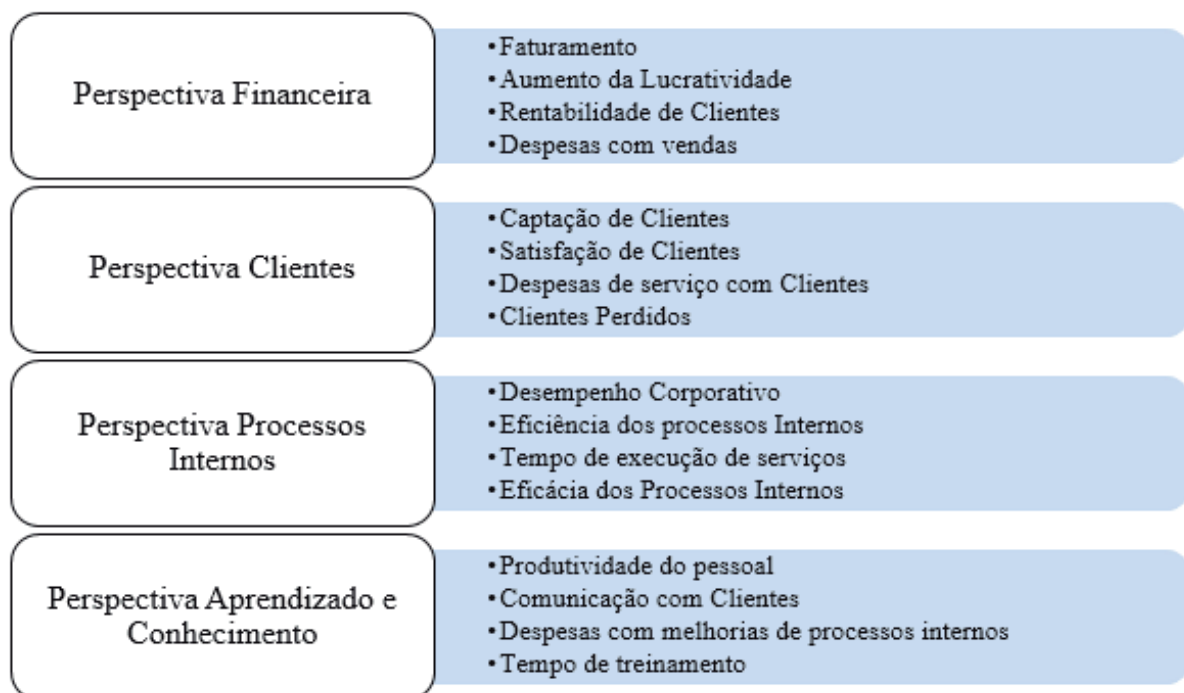 Perspectiva Financeira
•Faturamento
•Aumento da Lucratividade
•Rentabilidade de Clientes
•Despesas com vendas
Perspectiva Clientes
•Captação de Clientes
•Satisfação de Clientes
•Despesas de serviço com Clientes
•Clientes Perdidos
Perspectiva Processos
Internos
•Desempenho Corporativo
•Eficiência dos processos Internos
•Tempo de execução de serviços
•Eficácia dos Processos Internos
Perspectiva Aprendizado e
Conhecimento
•Produtividade do pessoal
•Comunicação com Clientes
•Despesas com melhorias de processos internos
•Tempo de treinamento